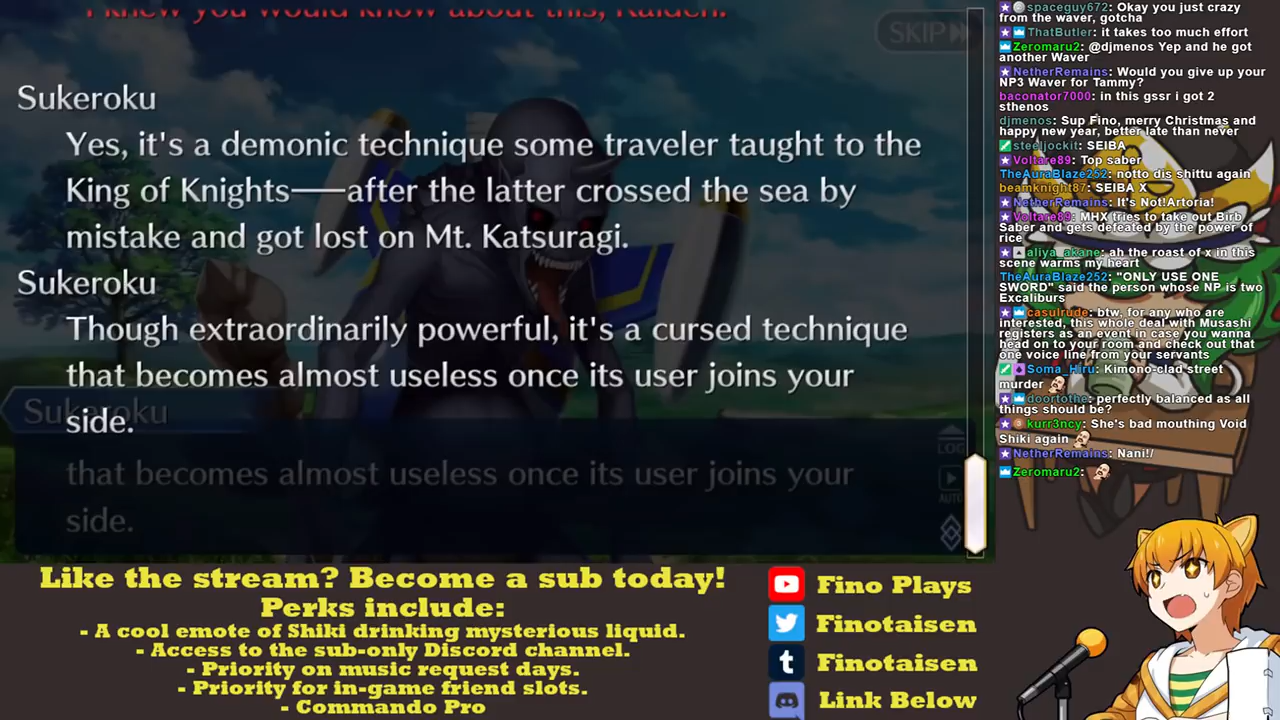 I knew you would know about this, Raiden.
SKIP
Sukeroku
Yes, it's a demonic technique some traveler taught to the
King of Knights——after the latter crossed the sea by
mistake and got lost on Mt. Katsuragi.
Sukeroku
Though extraordinarily powerful, it's a cursed technique
that becomes almost useless once its user joins your
side.
Sukeroku
that becomes almost useless once its user joins your
side.
LOG
AUTO
spaceguy672: Okay you just crazy
from the waver, gotcha
ThatButler: it takes too much effort
Zeromaru2: @djmenos Yep and he got
another Waver
NetherRemains: Would you give up your
NP3 Waver for Tammy?
baconator7000: in this gssr i got 2
sthenos
djmenos: Sup Fino, merry Christmas and
happy new year, better late than never
steeljockit: SEIBA
Voltare89: Top saber
TheAuraBlaze252: notto dis shittu again
beamknight87: SEIBA X
NetherRemains: It's Not!Artoria!
Voltare89: MHX tries to take out Birb
Saber and gets defeated by the power of
rice
aliya_akane: ah the roast of x in this
scene warms my heart
TheAuraBlaze252: "ONLY USE ONE
SWORD" said the person whose NP is two
Excaliburs
casulrude: btw, for any who are
interested, this whole deal with Musashi
registers as an event in case you wanna
head on to your room and check out that
one voice line from your servants
Soma_Hiru: Kimono-clad street
murder
doortothe: perfectly balanced as all
things should be?
kurr3ncy: She's bad mouthing Void
Shiki again
NetherRemains: Nani!/
Zeromaru2:
Like the stream? Become a sub today!
Perks include:
- A cool emote of Shiki drinking mysterious liquid.
- Access to the sub-only Discord channel.
- Priority on music request days.
- Priority for in-game friend slots.
- Commando Pro
Fino Plays
Finotaisen
Finotaisen
Link Below